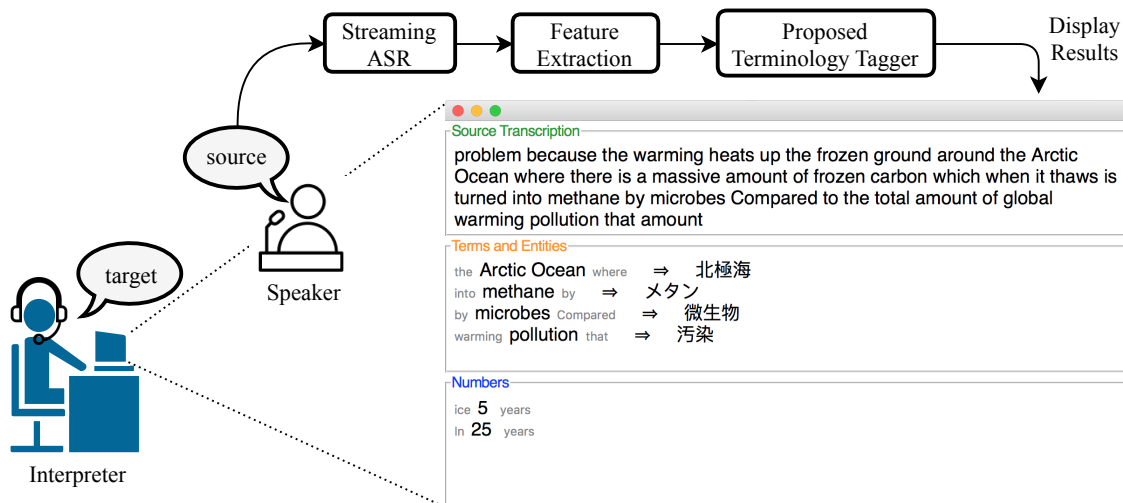 Streaming
ASR
Feature
Extraction
Proposed
Terminology Tagger
Display
Results
source
Speaker
target
Interpreter
Source Transcription
problem because the warming heats up the frozen ground around the Arctic
Ocean where there is a massive amount of frozen carbon which when it thaws is
turned into methane by microbes Compared to the total amount of global
warming pollution that amount
Terms and Entities
the Arctic Ocean where ⇒ 北極海
into methane by ⇒ メタン
by microbes Compared ⇒ 微生物
warming pollution that ⇒ 汚染
Numbers
ice 5 years
In 25 years